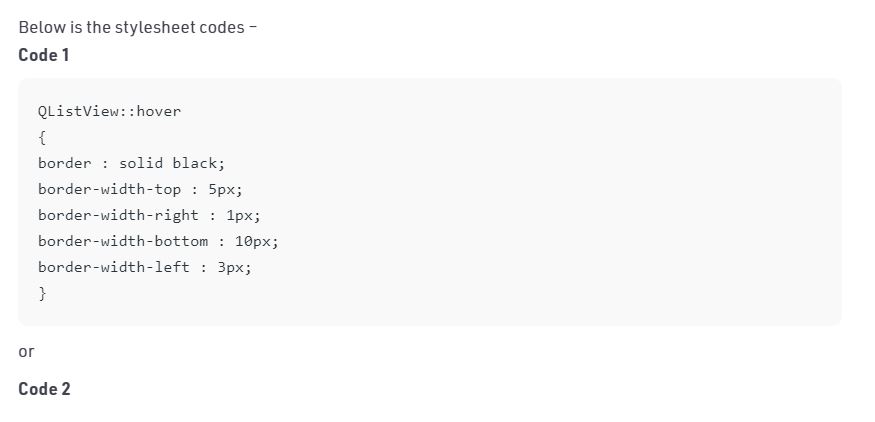 Below is the stylesheet codes –
Code 1
QListView::hover
{
border : solid black;
border-width-top : 5px;
border-width-right : 1px;
border-width-bottom : 10px;
border-width-left : 3px;
}
or
Code 2